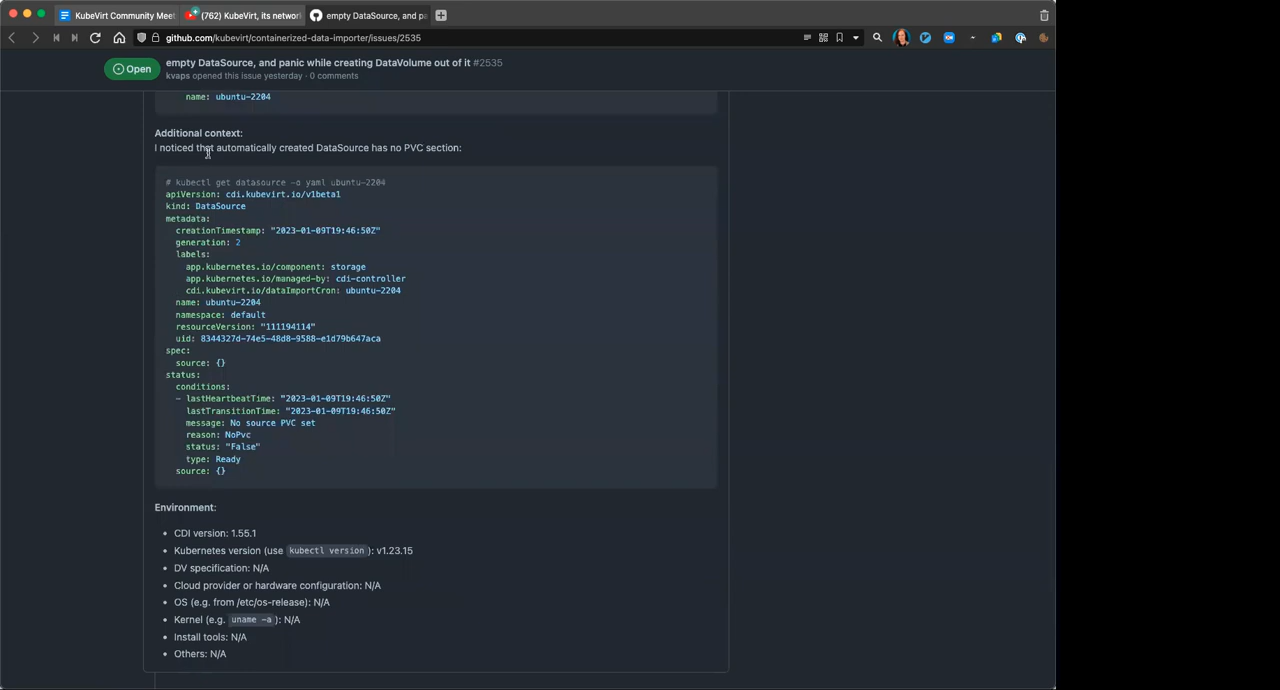 KubeVirt Community Meet
(762) KubeVirt, its networ
empty DataSource, and pa
github.com/kubevirt/containerized-data-importer/issues/2535
Open
empty DataSource, and panic while creating DataVolume out of it #2535
kvaps opened this issue yesterday · 0 comments
name: ubuntu-2204
Additional context:
I noticed that automatically created DataSource has no PVC section:
# kubectl get datasource -o yaml ubuntu-2204
apiVersion: cdi.kubevirt.io/v1beta1
kind: DataSource
metadata:
creationTimestamp: "2023-01-09T19:46:50Z"
generation: 2
labels:
app.kubernetes.io/component: storage
app.kubernetes.io/managed-by: cdi-controller
cdi.kubevirt.io/dataImportCron: ubuntu-2204
name: ubuntu-2204
namespace: default
resourceVersion: "111194114"
uid: 8344327d-74e5-48d8-9588-e1d79b647aca
spec:
source: {}
status:
conditions:
- lastHeartbeatTime: "2023-01-09T19:46:50Z"
lastTransitionTime: "2023-01-09T19:46:50Z"
message: No source PVC set
reason: NoPvc
status: "False"
type: Ready
source: {}
Environment:
• CDI version: 1.55.1
• Kubernetes version (use kubectl version ): v1.23.15
• DV specification: N/A
• Cloud provider or hardware configuration: N/A
• OS (e.g. from /etc/os-release): N/A
• Kernel (e.g. uname -a ): N/A
• Install tools: N/A
• Others: N/A